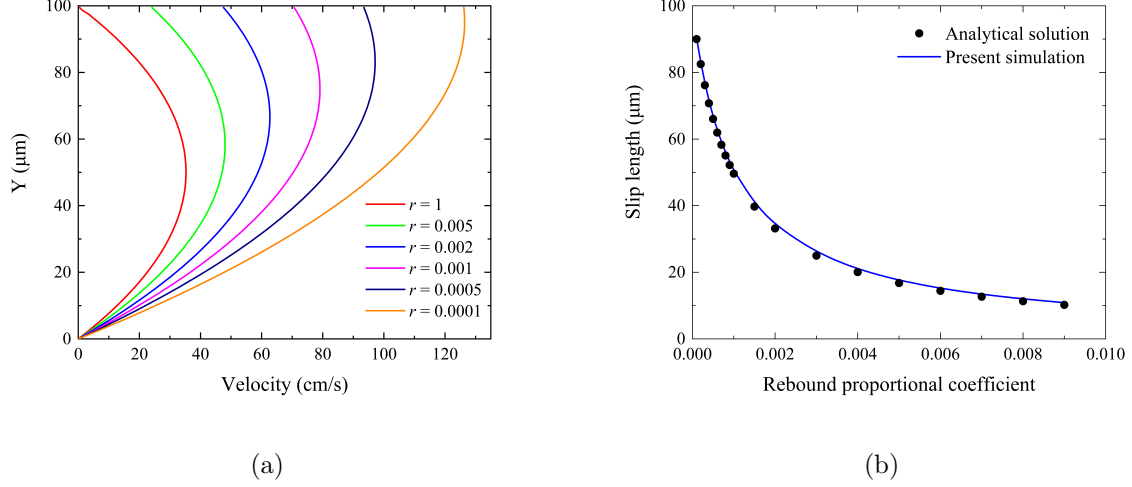 100
80
60
40
20
0
Y (μm)
r = 1
r = 0.005
r = 0.002
r = 0.001
r = 0.0005
r = 0.0001
0 20 40 60 80 100 120
Velocity (cm/s)
(a)
100
80
60
40
20
0
Slip length (μm)
Analytical solution
Present simulation
0.000 0.002 0.004 0.006 0.008 0.010
Rebound proportional coefficient
(b)